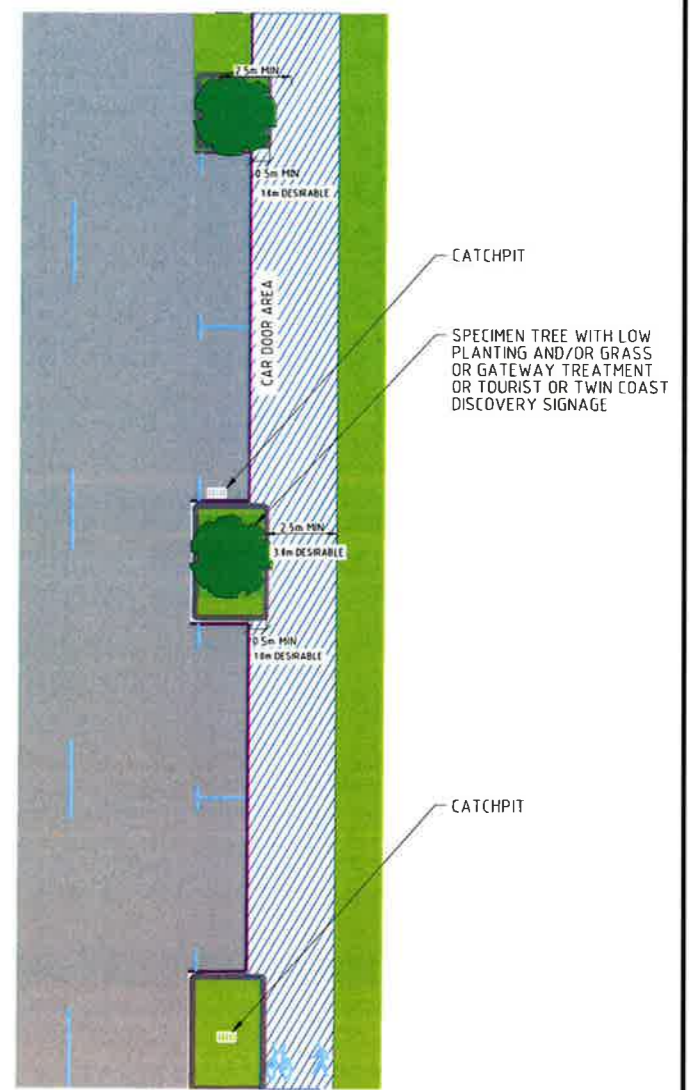 2.5m MIN
0.5m MIN
1.0m DESIRABLE
CAR DOOR AREA
CATCHPIT
SPECIMEN TREE WITH LOW
PLANTING AND/OR GRASS
OR GATEWAY TREATMENT
OR TOURIST OR TWIN COAST
DISCOVERY SIGNAGE
2.5m MIN
3.0m DESIRABLE
0.5m MIN
1.0m DESIRABLE
CATCHPIT